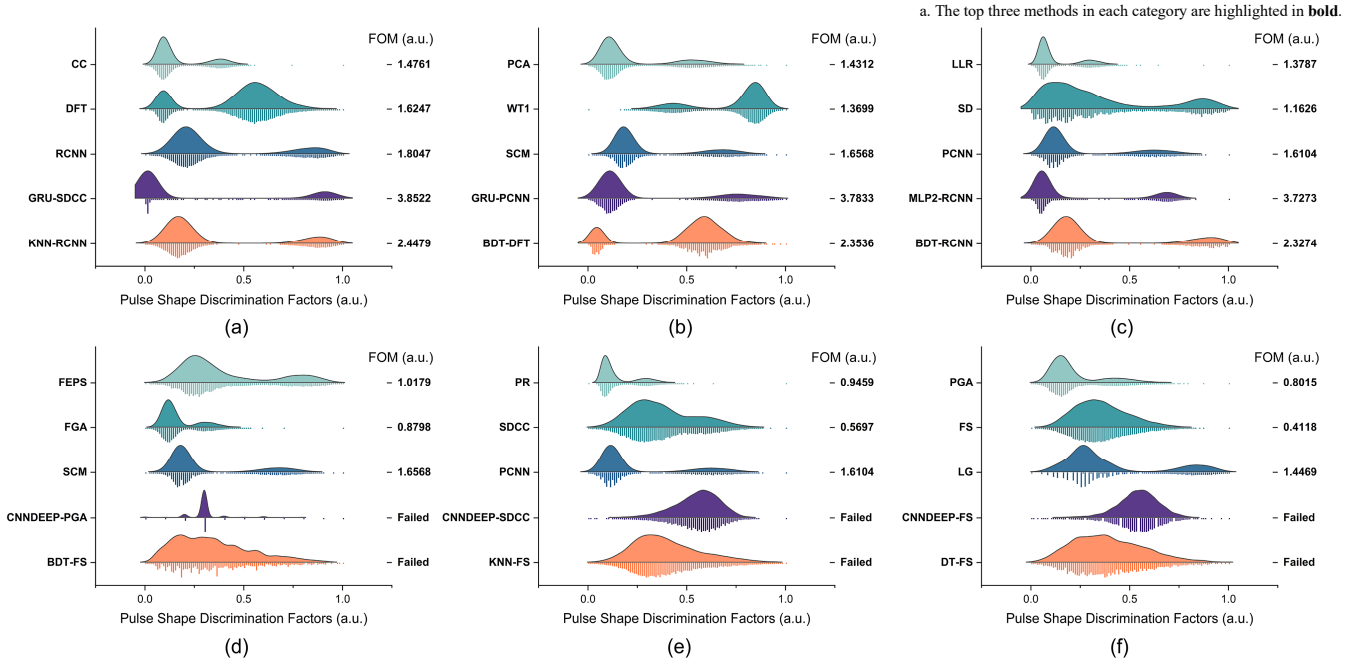 a. The top three methods in each category are highlighted in bold.
FOM (a.u.)
CC
1.4761
DFT
1.6247
RCNN
1.8047
GRU-SDCC
3.8522
KNN-RCNN
2.4479
0.0 0.5 1.0
Pulse Shape Discrimination Factors (a.u.)
(a)
FOM (a.u.)
PCA
1.4312
WT1
1.3699
SCM
1.6568
GRU-PCNN
3.7833
BDT-DFT
2.3536
0.0 0.5 1.0
Pulse Shape Discrimination Factors (a.u.)
(b)
FOM (a.u.)
LLR
1.3787
SD
1.1626
PCNN
1.6104
MLP2-RCNN
3.7273
BDT-RCNN
2.3274
0.0 0.5 1.0
Pulse Shape Discrimination Factors (a.u.)
(c)
FOM (a.u.)
FEPS
1.0179
FGA
0.8798
SCM
1.6568
CNNDEEP-PGA
Failed
BDT-FS
Failed
0.0 0.5 1.0
Pulse Shape Discrimination Factors (a.u.)
(d)
FOM (a.u.)
PR
0.9459
SDCC
0.5697
PCNN
1.6104
CNNDEEP-SDCC
Failed
KNN-FS
Failed
0.0 0.5 1.0
Pulse Shape Discrimination Factors (a.u.)
(e)
FOM (a.u.)
PGA
0.8015
FS
0.4118
LG
1.4469
CNNDEEP-FS
Failed
DT-FS
Failed
0.0 0.5 1.0
Pulse Shape Discrimination Factors (a.u.)
(f)